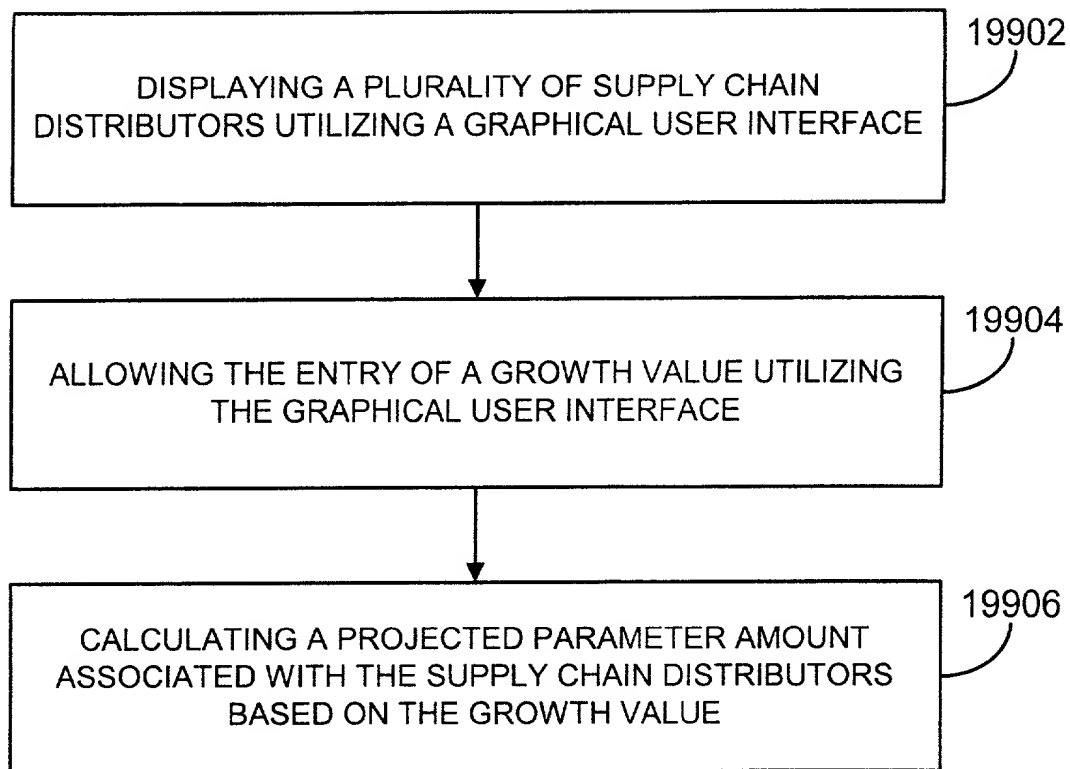 19902
DISPLAYING A PLURALITY OF SUPPLY CHAIN
DISTRIBUTORS UTILIZING A GRAPHICAL USER INTERFACE
19904
ALLOWING THE ENTRY OF A GROWTH VALUE UTILIZING
THE GRAPHICAL USER INTERFACE
19906
CALCULATING A PROJECTED PARAMETER AMOUNT
ASSOCIATED WITH THE SUPPLY CHAIN DISTRIBUTORS
BASED ON THE GROWTH VALUE